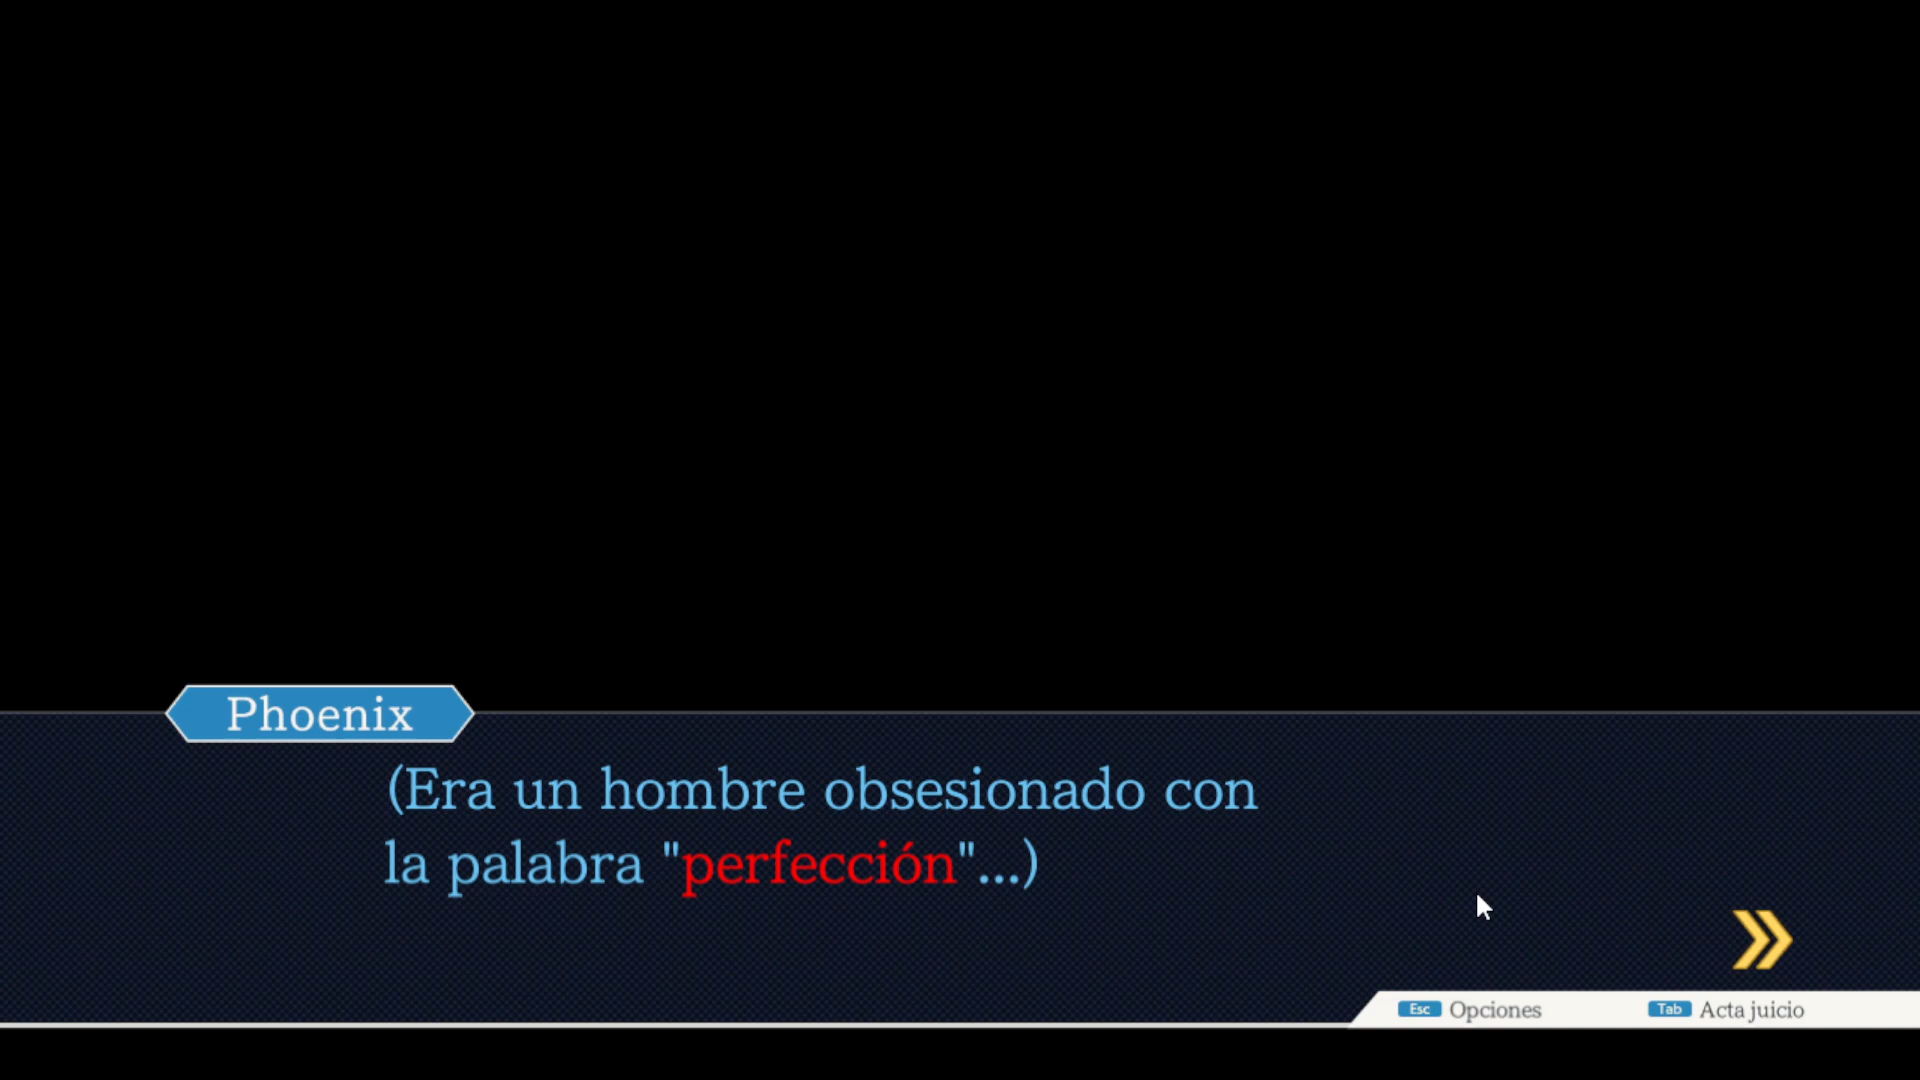 Phoenix
(Era un hombre obsesionado con
la palabra "perfección"...)
Esc Opciones Tab Acta juicio